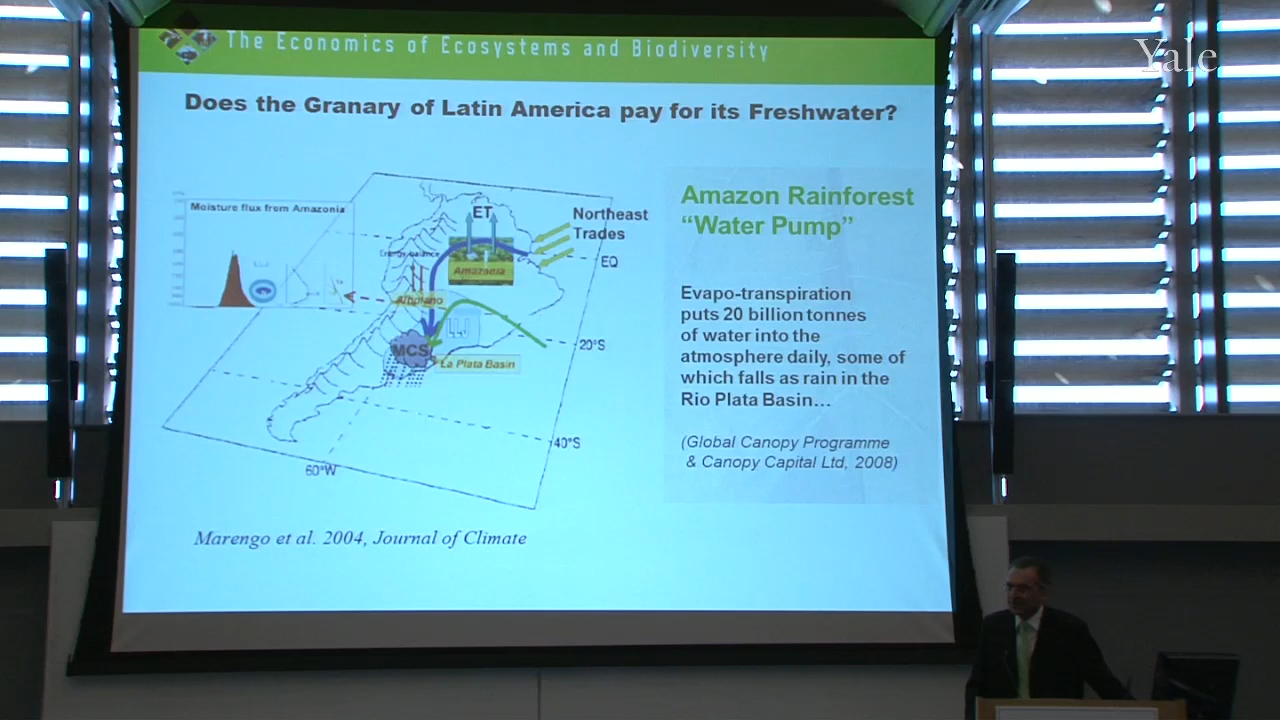 The Economics of Ecosystems and Biodiversity
Yale
Does the Granary of Latin America pay for its Freshwater?
Moisture flux from Amazonia
ET
Northeast
Trades
EQ
Energy balance
Amazonia
Altiplano
LLJ
20°S
MCS
La Plata Basin
40°S
60°W
Amazon Rainforest
“Water Pump”
Evapo-transpiration
puts 20 billion tonnes
of water into the
atmosphere daily, some of
which falls as rain in the
Rio Plata Basin…
(Global Canopy Programme
& Canopy Capital Ltd, 2008)
Marengo et al. 2004, Journal of Climate